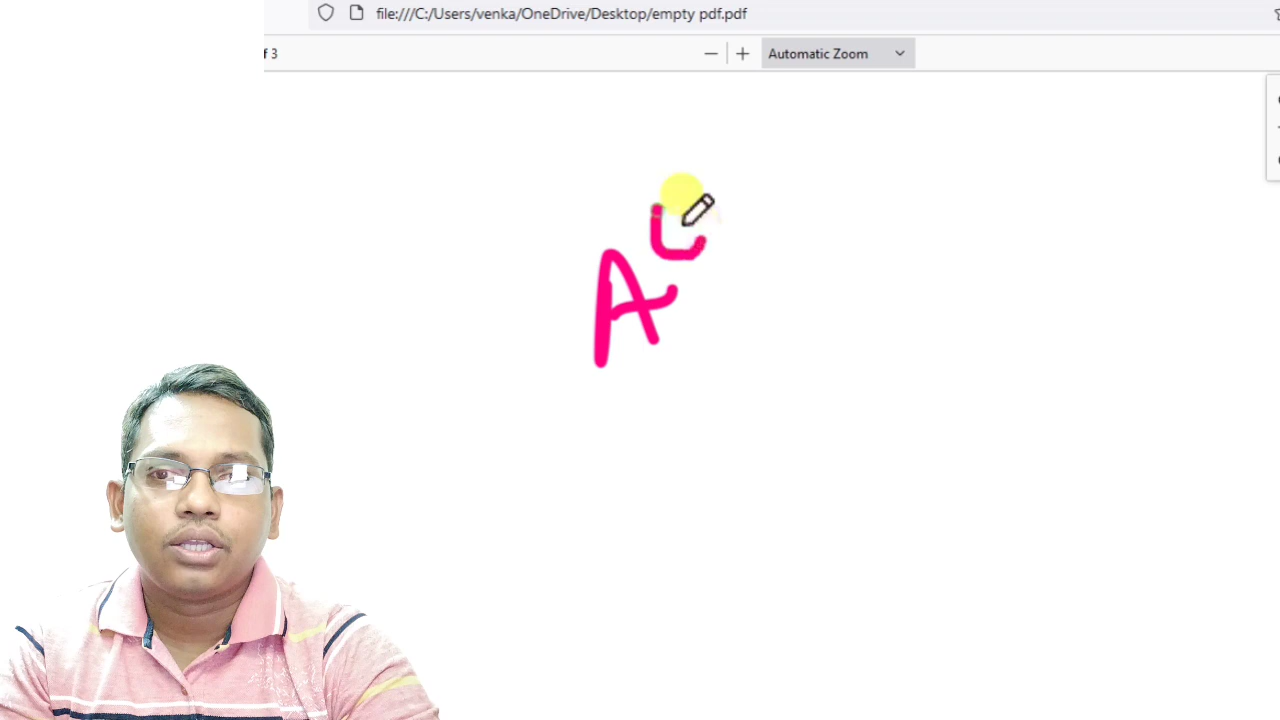 file:///C:/Users/venka/OneDrive/Desktop/empty pdf.pdf
f 3
− + Automatic Zoom
A